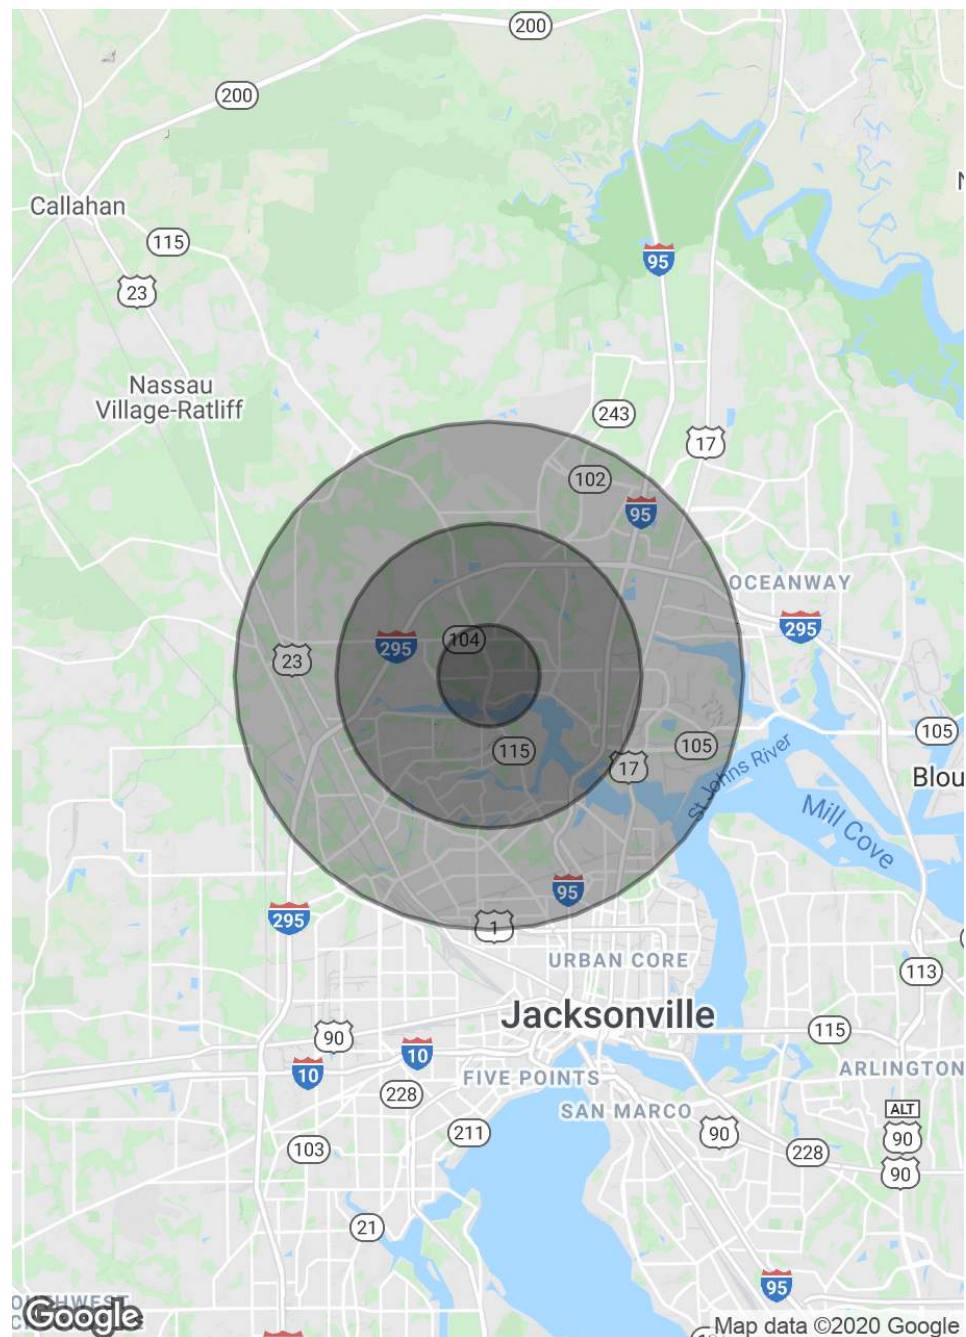 200
200
Callahan
115
95
23
Nassau
Village-Ratliff
243
17
102
95
OCEANWAY
295
104
295
23
105
115
105
17
St Johns River
Mill Cove
95
295
1
URBAN CORE
113
Jacksonville
115
90
10
10
FIVE POINTS
ARLINGTON
228
SAN MARCO
ALT
90
211
90
103
228
90
21
95
Google
Map data ©2020 Google